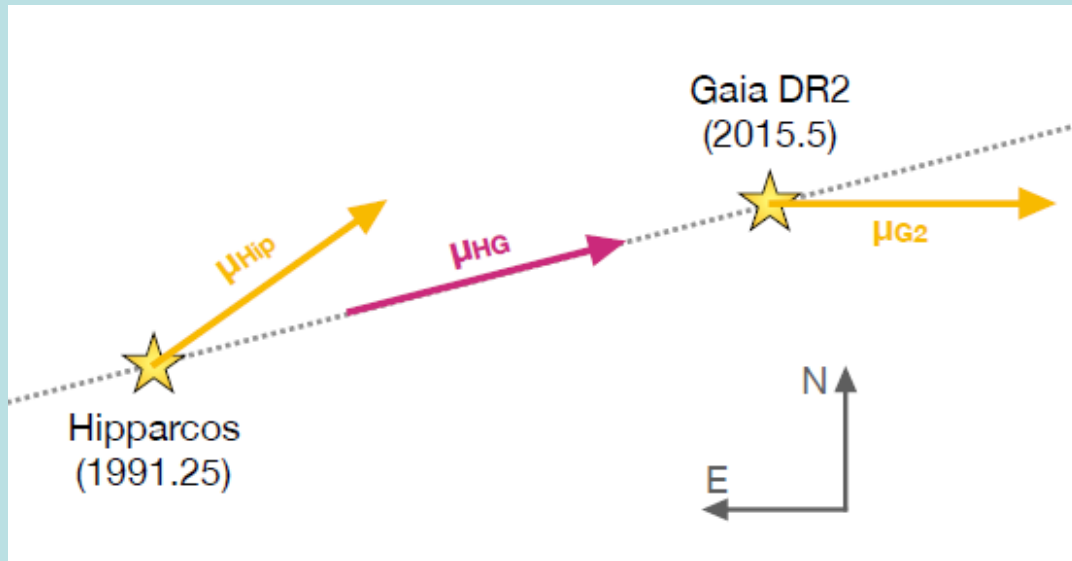 Gaia DR2
(2015.5)
μHip
μHG
μG2
Hipparcos
(1991.25)
N
E